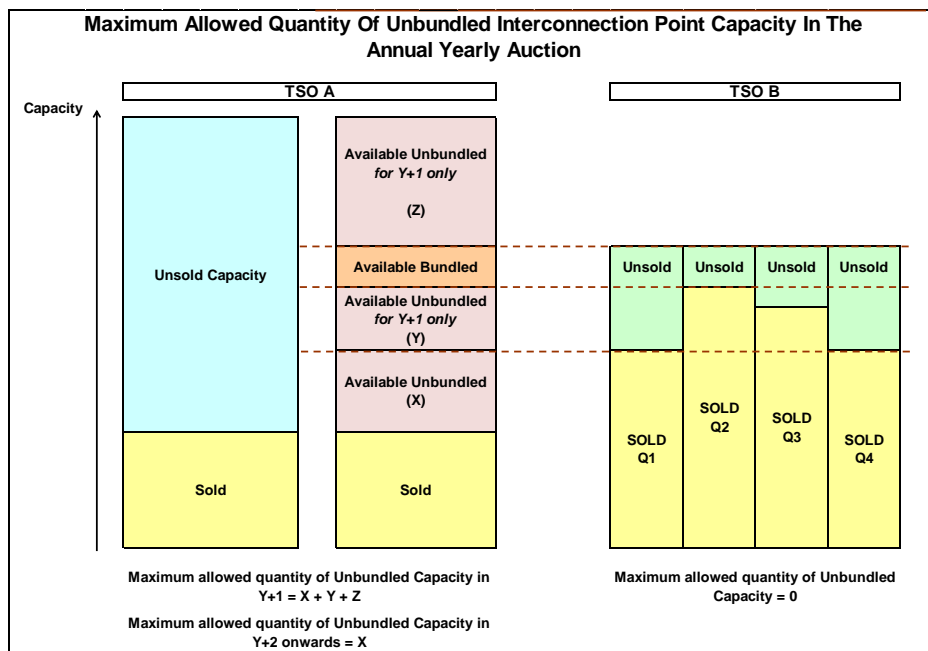 Maximum Allowed Quantity Of Unbundled Interconnection Point Capacity In The
Annual Yearly Auction
TSO A
TSO B
Capacity
Unsold Capacity
Sold
Available Unbundled
for Y+1 only
(Z)
Available Bundled
Available Unbundled
for Y+1 only
(Y)
Available Unbundled
(X)
Sold
Unsold
Unsold
Unsold
Unsold
SOLD
Q1
SOLD
Q2
SOLD
Q3
SOLD
Q4
Maximum allowed quantity of Unbundled Capacity in
Y+1 = X + Y + Z
Maximum allowed quantity of Unbundled Capacity in
Y+2 onwards = X
Maximum allowed quantity of Unbundled
Capacity = 0